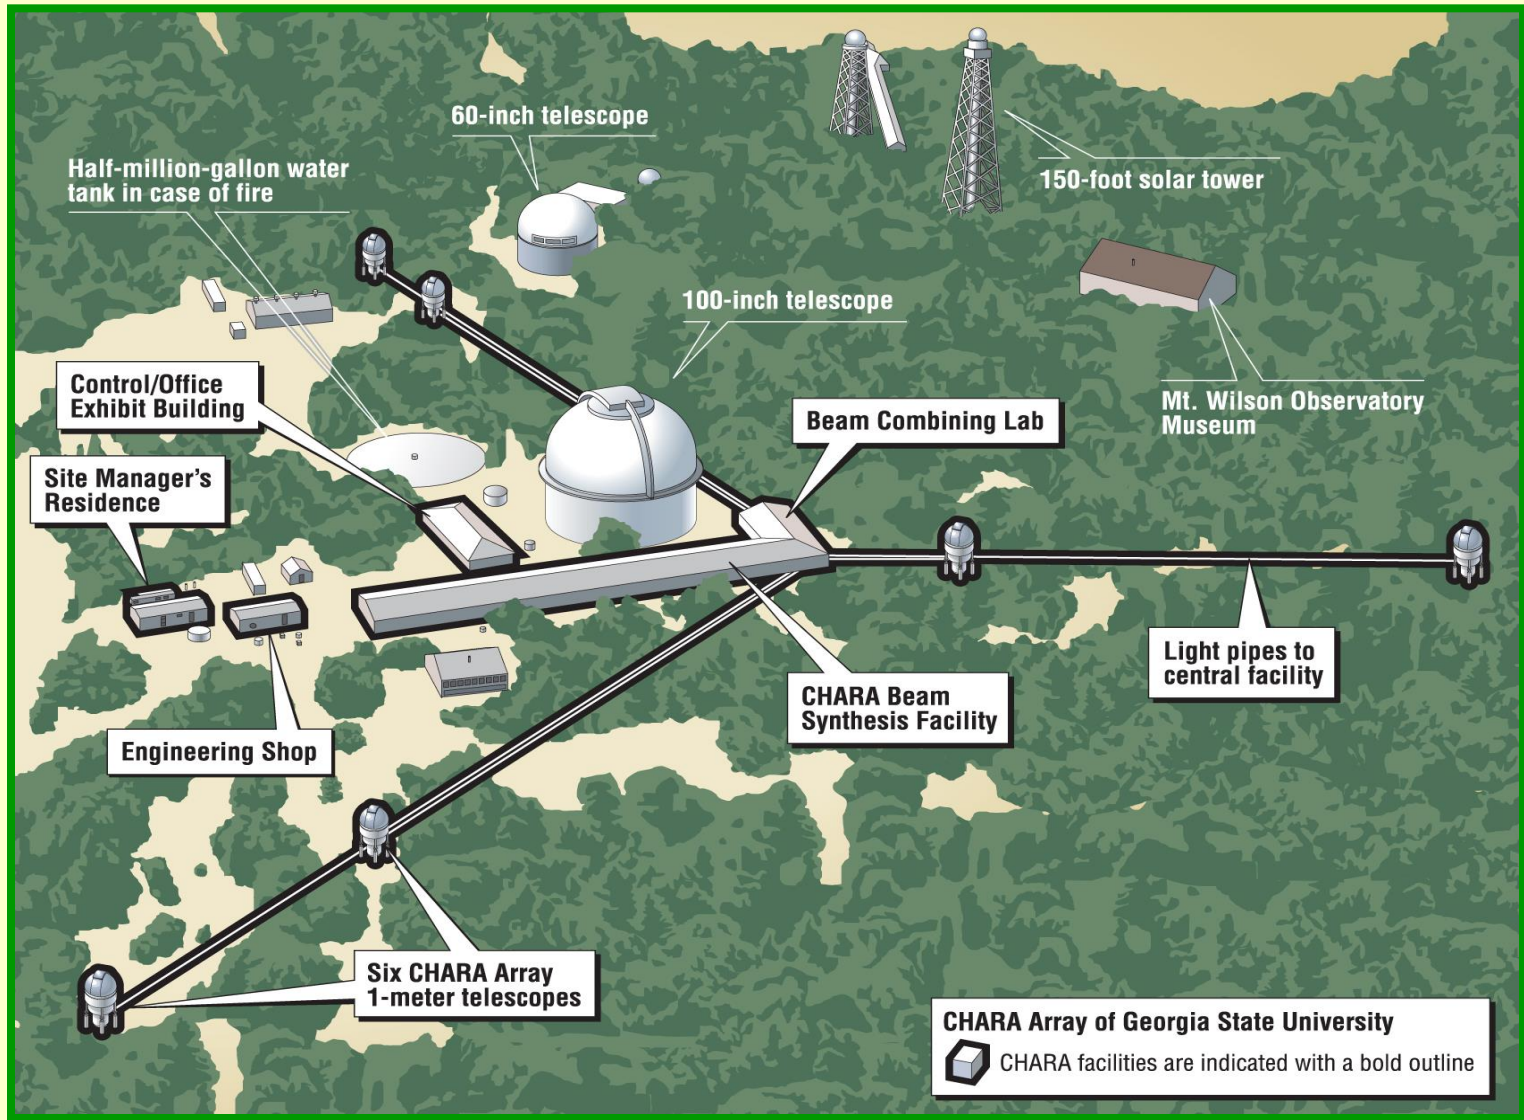 60-inch telescope
Half-million-gallon water
tank in case of fire
150-foot solar tower
100-inch telescope
Control/Office
Exhibit Building
Beam Combining Lab
Mt. Wilson Observatory
Museum
Site Manager's
Residence
Light pipes to
central facility
CHARA Beam
Synthesis Facility
Engineering Shop
Six CHARA Array
1-meter telescopes
CHARA Array of Georgia State University
CHARA facilities are indicated with a bold outline